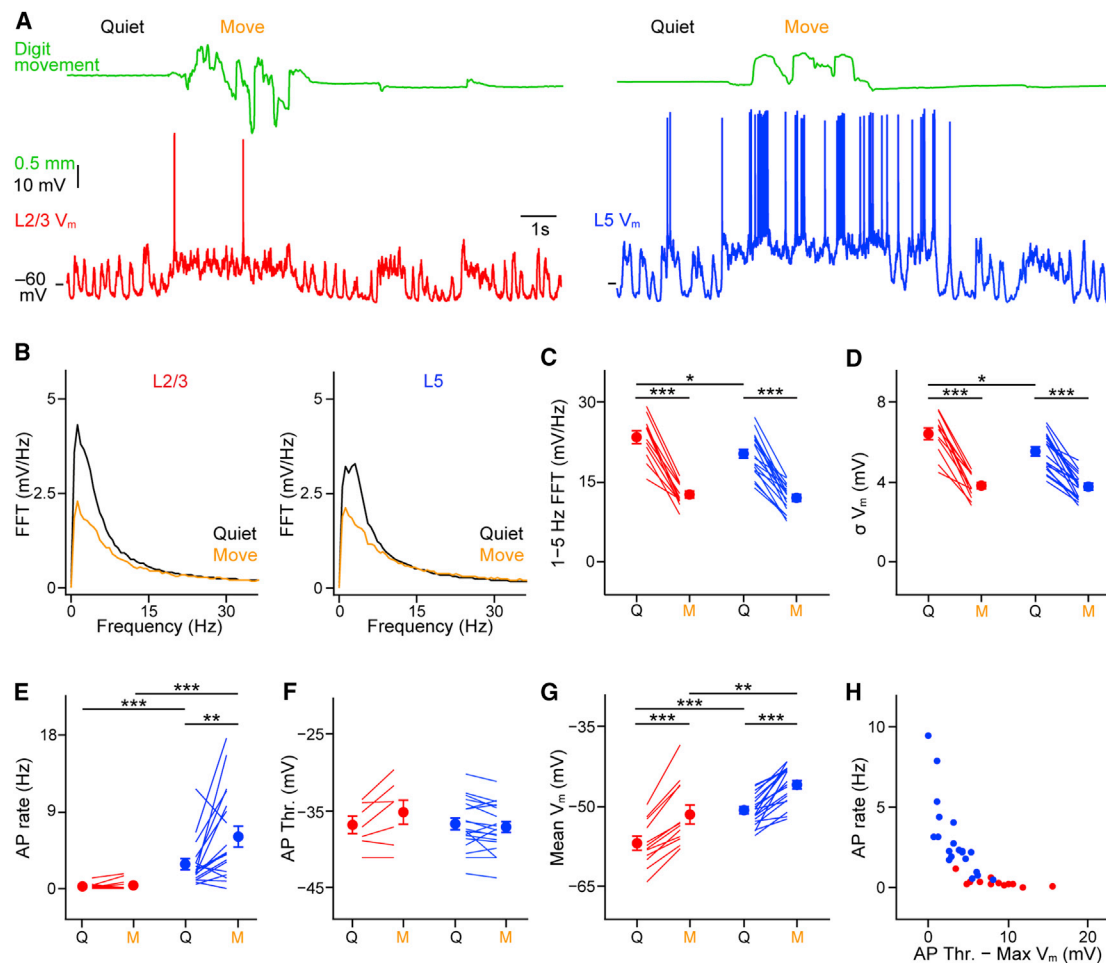 A
Quiet Move
Digit
movement
0.5 mm
10 mV
L2/3 Vm
1s
−60
mV
Quiet Move
L5 Vm
B
L2/3
FFT (mV/Hz)
5
2.5
0
Quiet
Move
0 15 30
Frequency (Hz)
L5
FFT (mV/Hz)
5
2.5
0
Quiet
Move
0 15 30
Frequency (Hz)
C
*
*** ***
1−5 Hz FFT (mV/Hz)
30
15
0
Q M Q M
D
*
*** ***
σ Vm (mV)
8
4
0
Q M Q M
E
***
***
**
AP rate (Hz)
18
9
0
Q M Q M
F
AP Thr. (mV)
−25
−35
−45
Q M Q M
G
**
***
*** ***
Mean Vm (mV)
−35
−50
−65
Q M Q M
H
AP rate (Hz)
10
5
0
0 10 20
AP Thr. − Max Vm (mV)